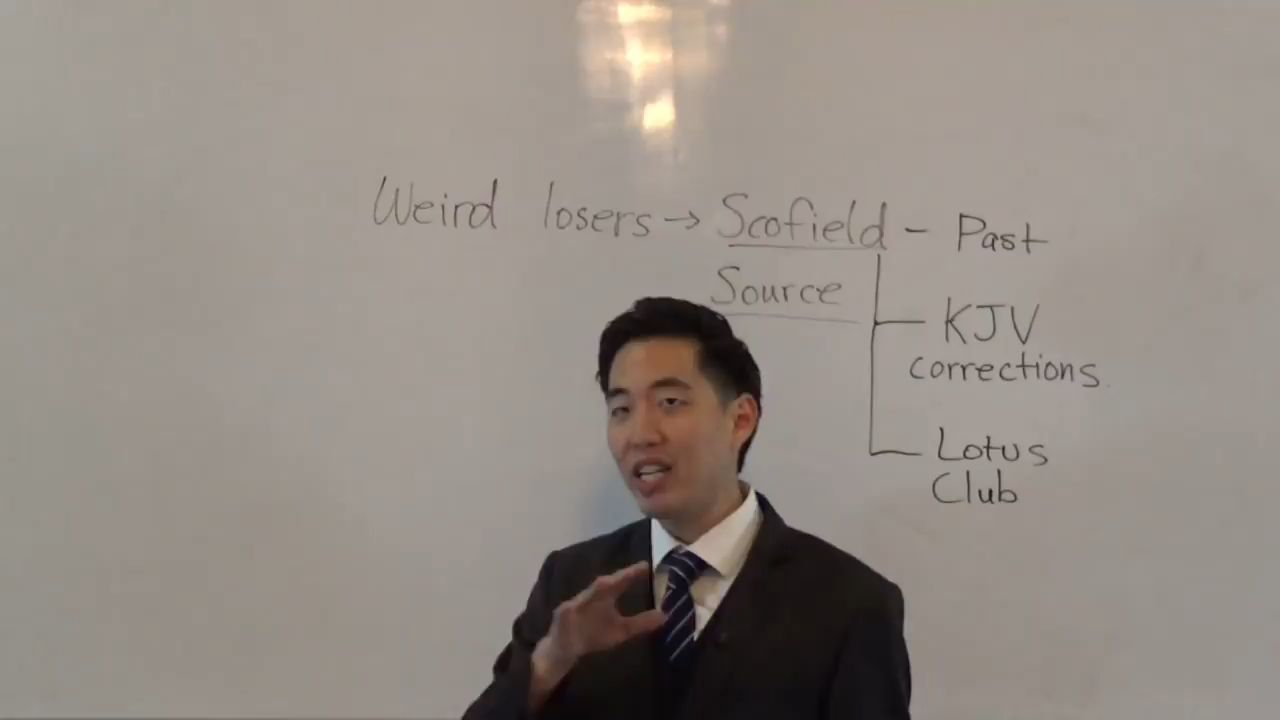 Weird losers → Scofield - Past
Source
KJV
corrections.
Lotus
Club